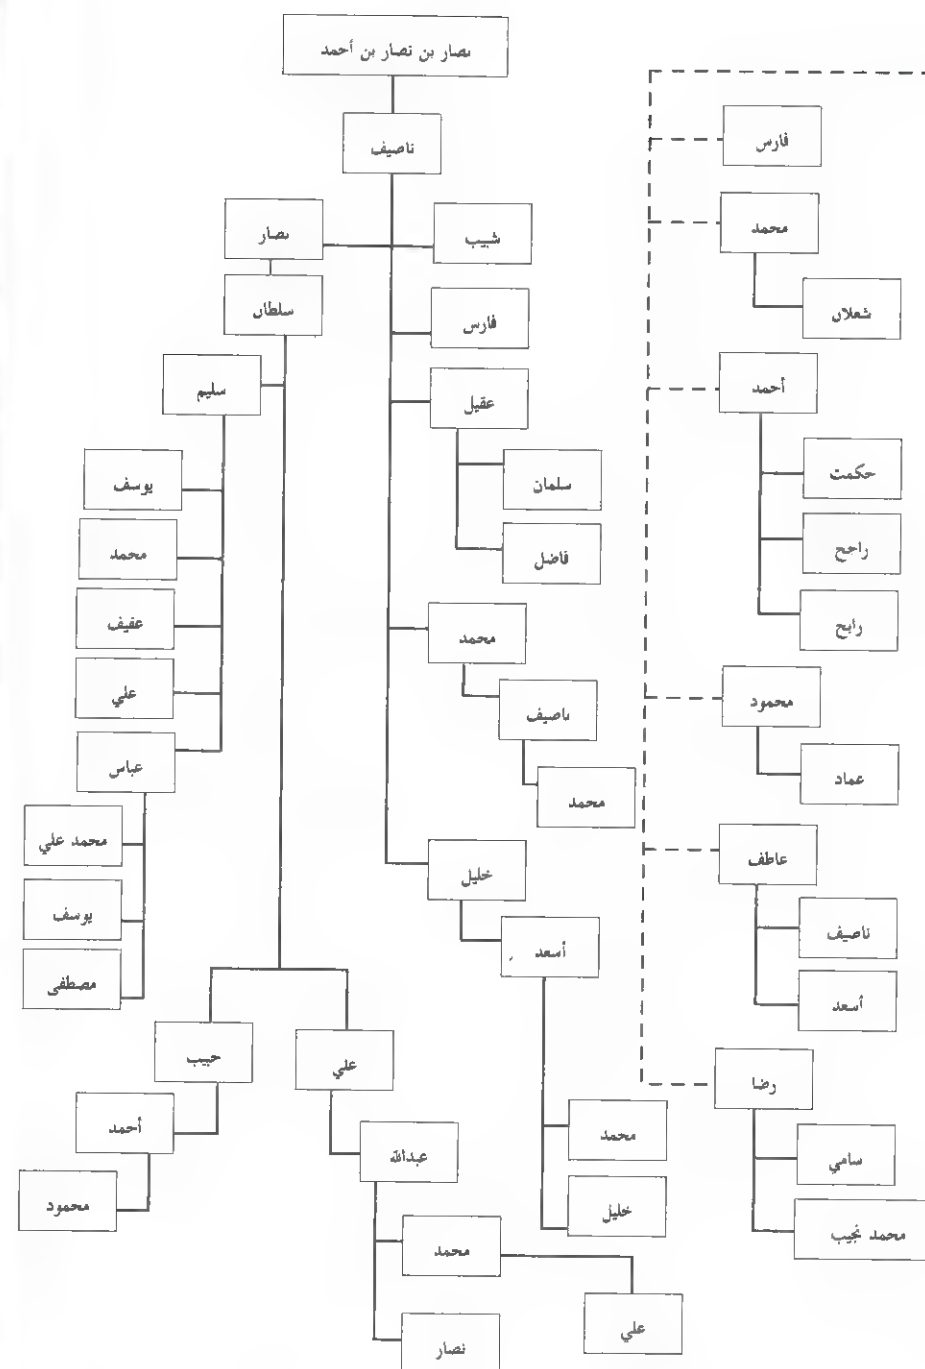 نصار بن نصار بن أحمد
ناصيف
نصار
شبيب
سلطان
فارس
سليم
عقيل
يوسف
سلمان
محمد
فاضل
عفيف
محمد
علي
ناصيف
عباس
محمد
محمد علي
خليل
يوسف
أسعد
مصطفى
حبيب
علي
أحمد
محمد
عبدالله
محمود
خليل
محمد
علي
نصار
فارس
محمد
شعلان
أحمد
حكمت
راجح
رابح
محمود
عماد
عاطف
ناصيف
أسعد
رضا
سامي
محمد نجيب